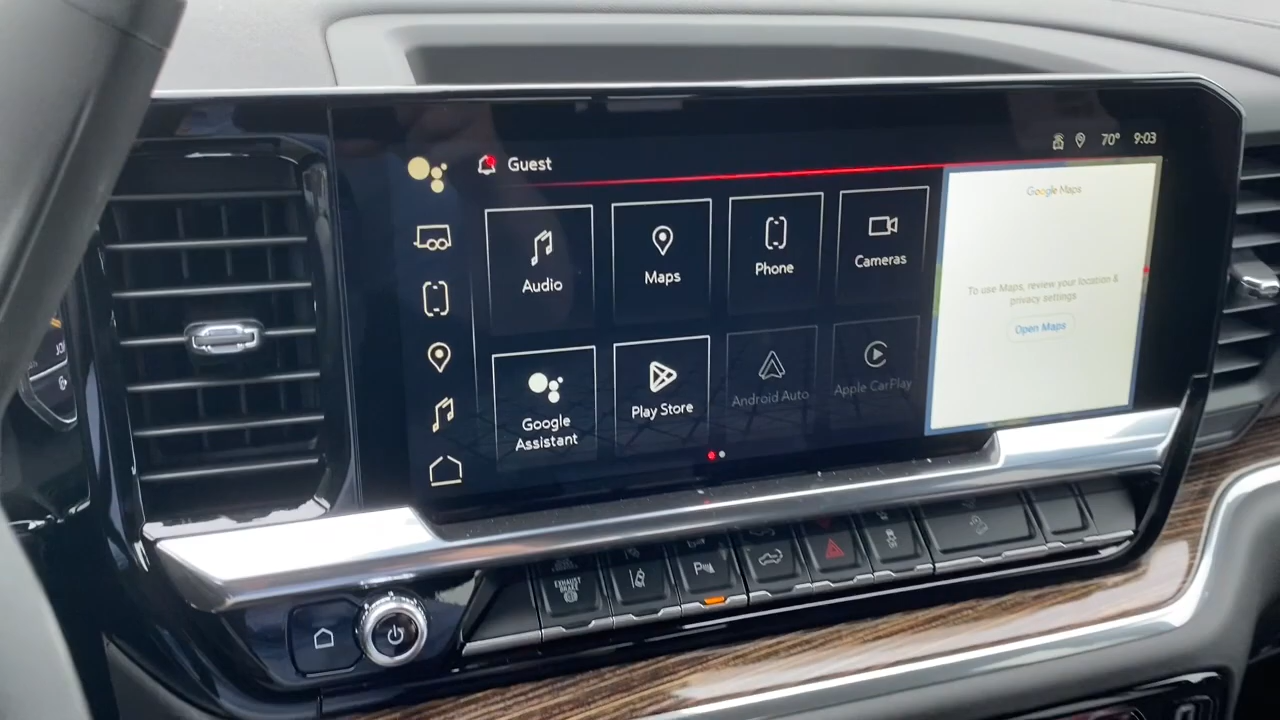 Guest
70° 9:03
Audio
Maps
Phone
Cameras
Google Maps
To use Maps, review your location &
privacy settings
Open Maps
Google
Assistant
Play Store
Android Auto
Apple CarPlay
EXHAUST
BRAKE
P